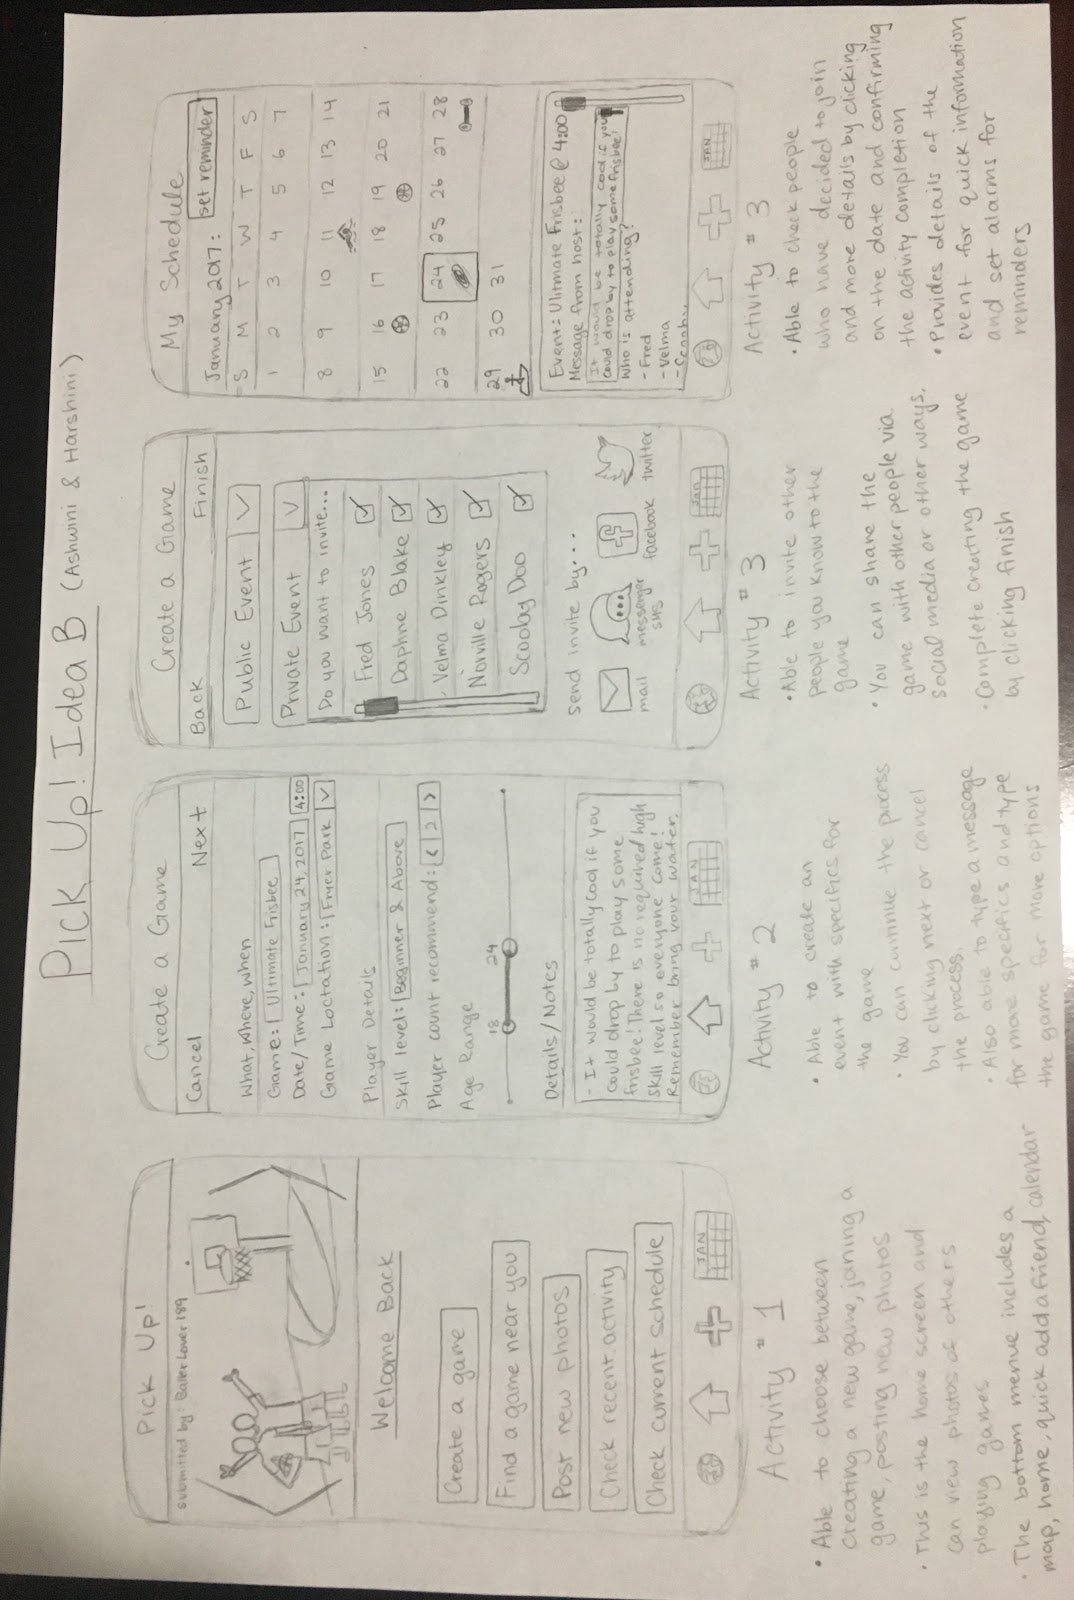 Pick Up! Idea B (Ashwini & Harshini)
Pick Up!
submitted by: BallerLover189
Welcome Back
Create a game
Find a game near you
Post new photos
Check recent activity
Check current schedule
JAN
Activity # 1
• Able to choose between
creating a new game, joining a
game, posting new photos
• This is the home screen and
can view photos of others
playing games
• The bottom menue includes a
map, home, quick add a friend, calendar
Create a Game
Cancel Next
What, where, when
Game: Ultimate Frisbee
Date/Time: January 24, 2017 4:00
Game Loctation: Fryer Park
Player Details
Skill level: Beginner & Above
Player count recommend: < 2 >
Age Range
18 24
Details/Notes
- It would be totally cool if you
could drop by to play some
frisbee! There is no required high
skill level so everyone come!
Remember bring your water,
JAN
Activity # 2
• Able to create an
event with specifics for
the game
• You can continue the process
by clicking next or cancel
the process.
• Also able to type a message
for more specifics and type
the game for more options
Create a Game
Back Finish
Public Event
Private Event
Do you want to invite...
Fred Jones
Daphne Blake
Velma Dinkley
Norville Rogers
Scooby Doo
Send invite by...
mail messenger facebook twitter
SMS
Jan
Activity # 3
• Able to invite other
people you know to the
game
• You can share the
game with other people via
social media or other ways.
• Complete creating the game
by clicking finish
My Schedule
January 2017: set reminder
S M T W T F S
1 2 3 4 5 6 7
8 9 10 11 12 13 14
15 16 17 18 19 20 21
22 23 24 25 26 27 28
29 30 31
Event: Ulitmate Frisbee @ 4:00
Message from host:
It would be totally cool if you
could drop by to play some frisbee!
Who is attending?
- Fred
- Velma
- Scooby
JAN
Activity # 3
• Able to check people
who have decided to join
and more details by clicking
on the date and confirming
the activity completion
• Provides details of the
event for quick information
and set alarms for
reminders